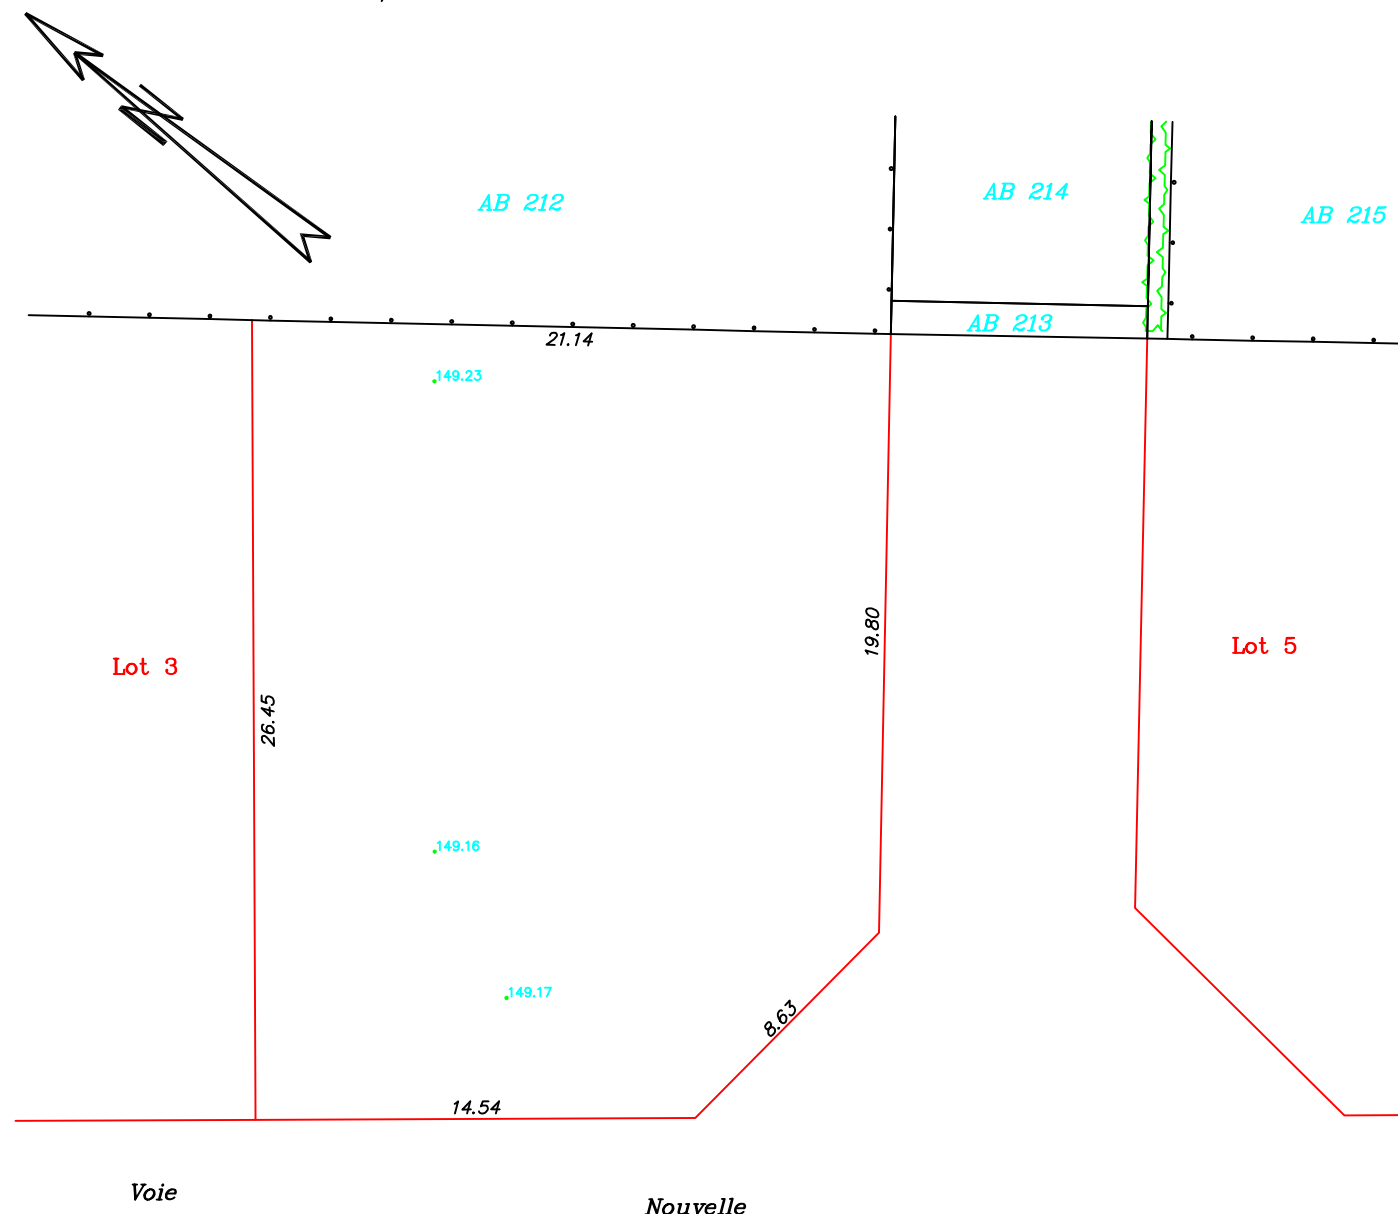 AB 212
AB 214
AB 215
AB 213
21.14
149.23
19.80
Lot 3
Lot 5
26.45
149.16
149.17
8.63
14.54
Voie
Nouvelle